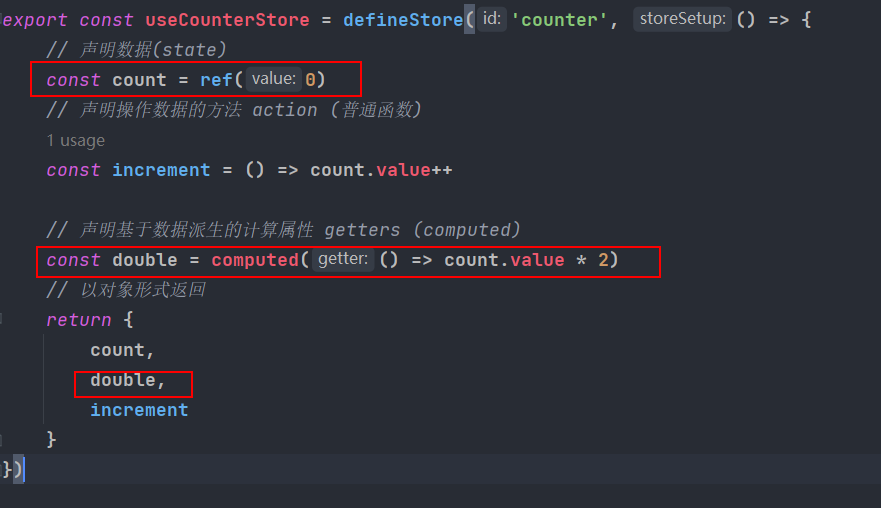 export const useCounterStore = defineStore( id: 'counter', storeSetup: () => {
// 声明数据(state)
const count = ref( value: 0)
// 声明操作数据的方法 action (普通函数)
1 usage
const increment = () => count.value++
// 声明基于数据派生的计算属性 getters (computed)
const double = computed( getter: () => count.value * 2)
// 以对象形式返回
return {
count,
double,
increment
}
})